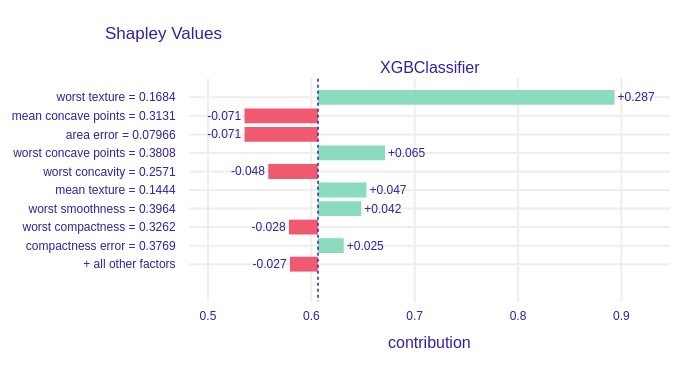 Shapley Values
XGBClassifier
worst texture = 0.1684
+0.287
mean concave points = 0.3131
-0.071
area error = 0.07966
-0.071
worst concave points = 0.3808
+0.065
worst concavity = 0.2571
-0.048
mean texture = 0.1444
+0.047
worst smoothness = 0.3964
+0.042
worst compactness = 0.3262
-0.028
compactness error = 0.3769
+0.025
+ all other factors
-0.027
0.5 0.6 0.7 0.8 0.9
contribution